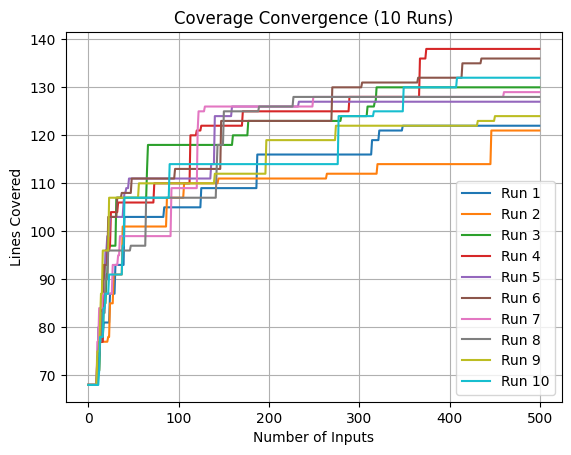 Coverage Convergence (10 Runs)
Lines Covered
140
130
120
110
100
90
80
70
0
100
200
300
400
500
Number of Inputs
Run 1
Run 2
Run 3
Run 4
Run 5
Run 6
Run 7
Run 8
Run 9
Run 10